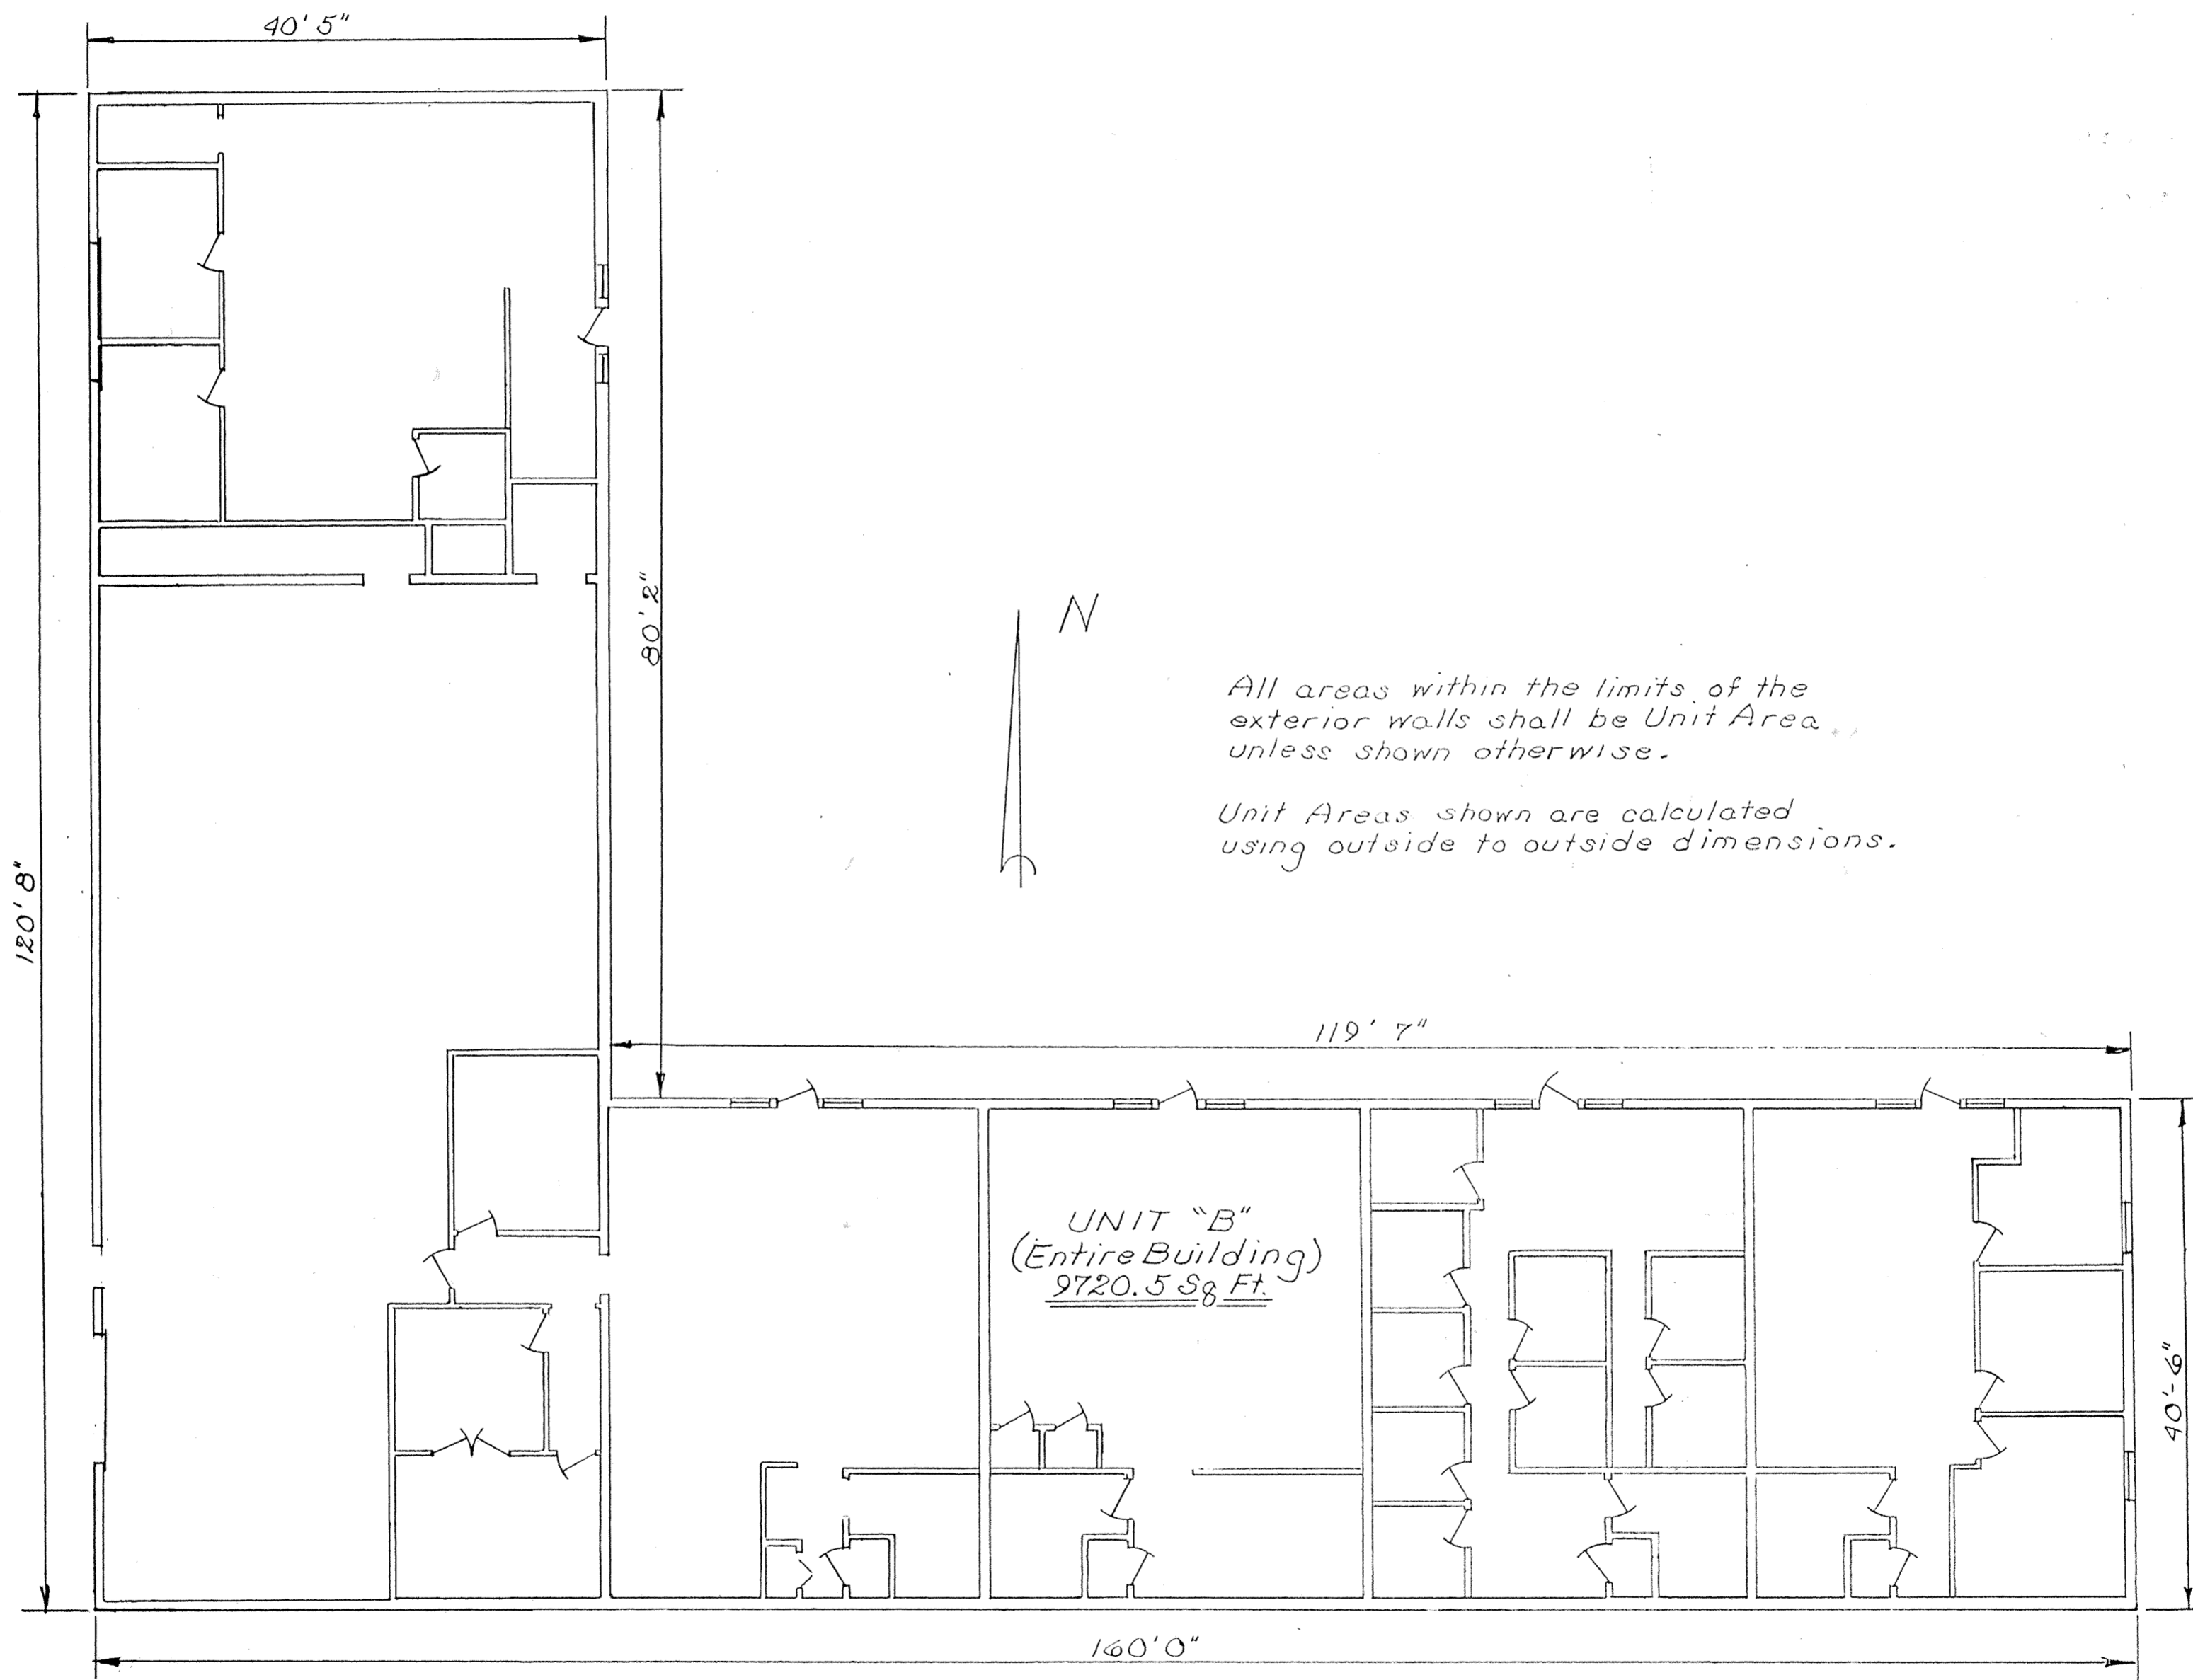 40' 5"
120' 8"
80' 2"
N
All areas within the limits of the
exterior walls shall be Unit Area
unless shown otherwise.
Unit Areas shown are calculated
using outside to outside dimensions.
119' 7"
UNIT "B"
(Entire Building)
9720.5 Sq Ft.
40'-6"
160'0"